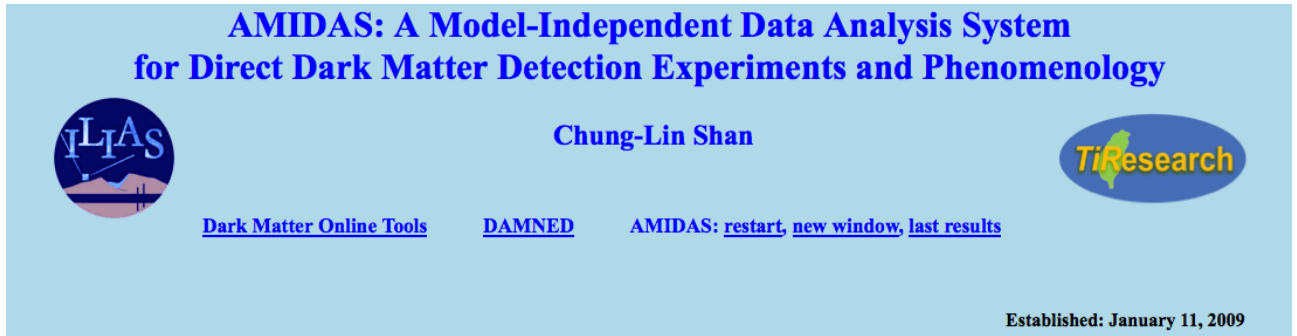 AMIDAS: A Model-Independent Data Analysis System
for Direct Dark Matter Detection Experiments and Phenomenology
ILIAS
Chung-Lin Shan
TiResearch
Dark Matter Online Tools DAMNED AMIDAS: restart, new window, last results
Established: January 11, 2009